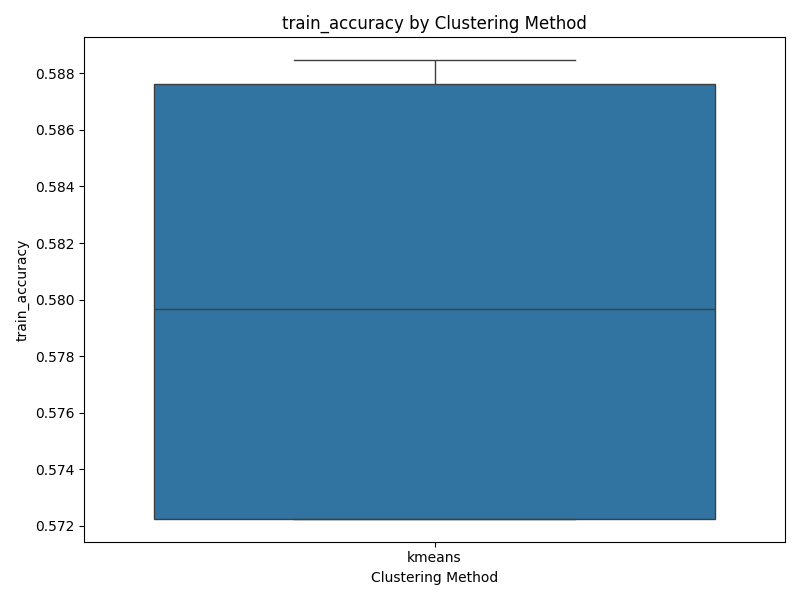 train_accuracy by Clustering Method
0.588
0.586
0.584
0.582
0.580
0.578
0.576
0.574
0.572
train_accuracy
kmeans
Clustering Method